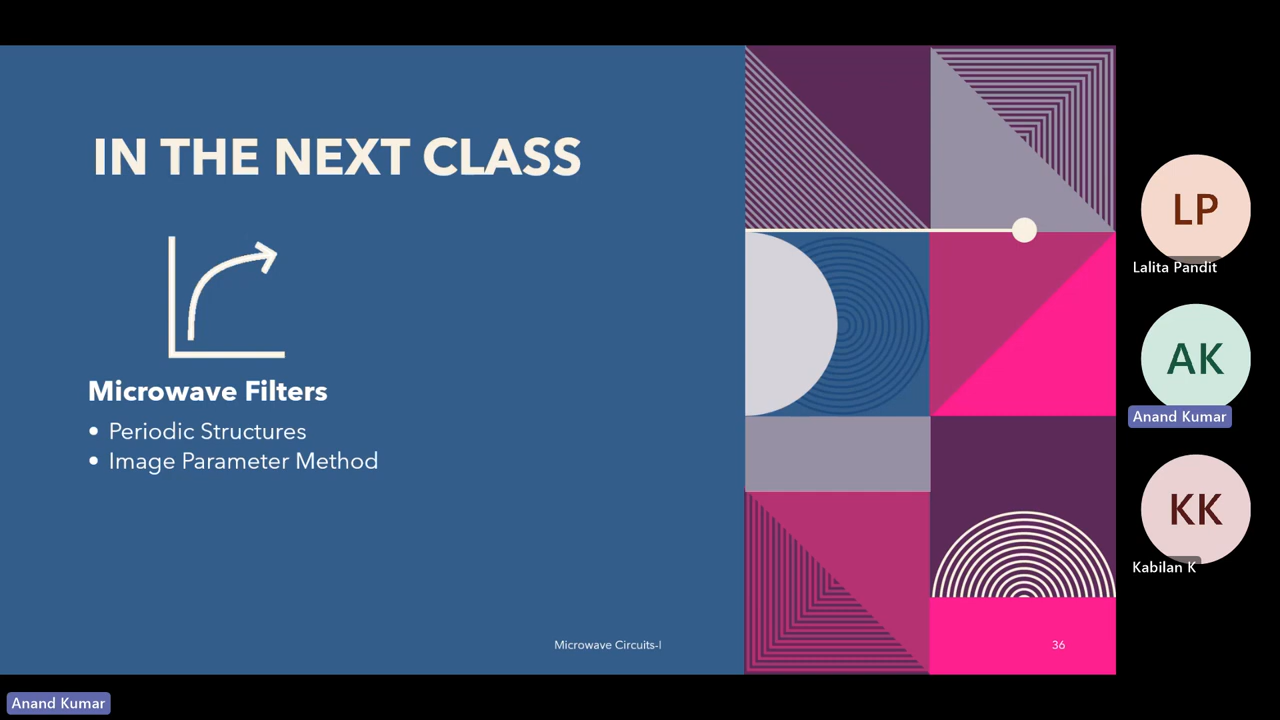 IN THE NEXT CLASS
Microwave Filters
• Periodic Structures
• Image Parameter Method
Microwave Circuits-I
36
LP
Lalita Pandit
AK
Anand Kumar
KK
Kabilan K
Anand Kumar